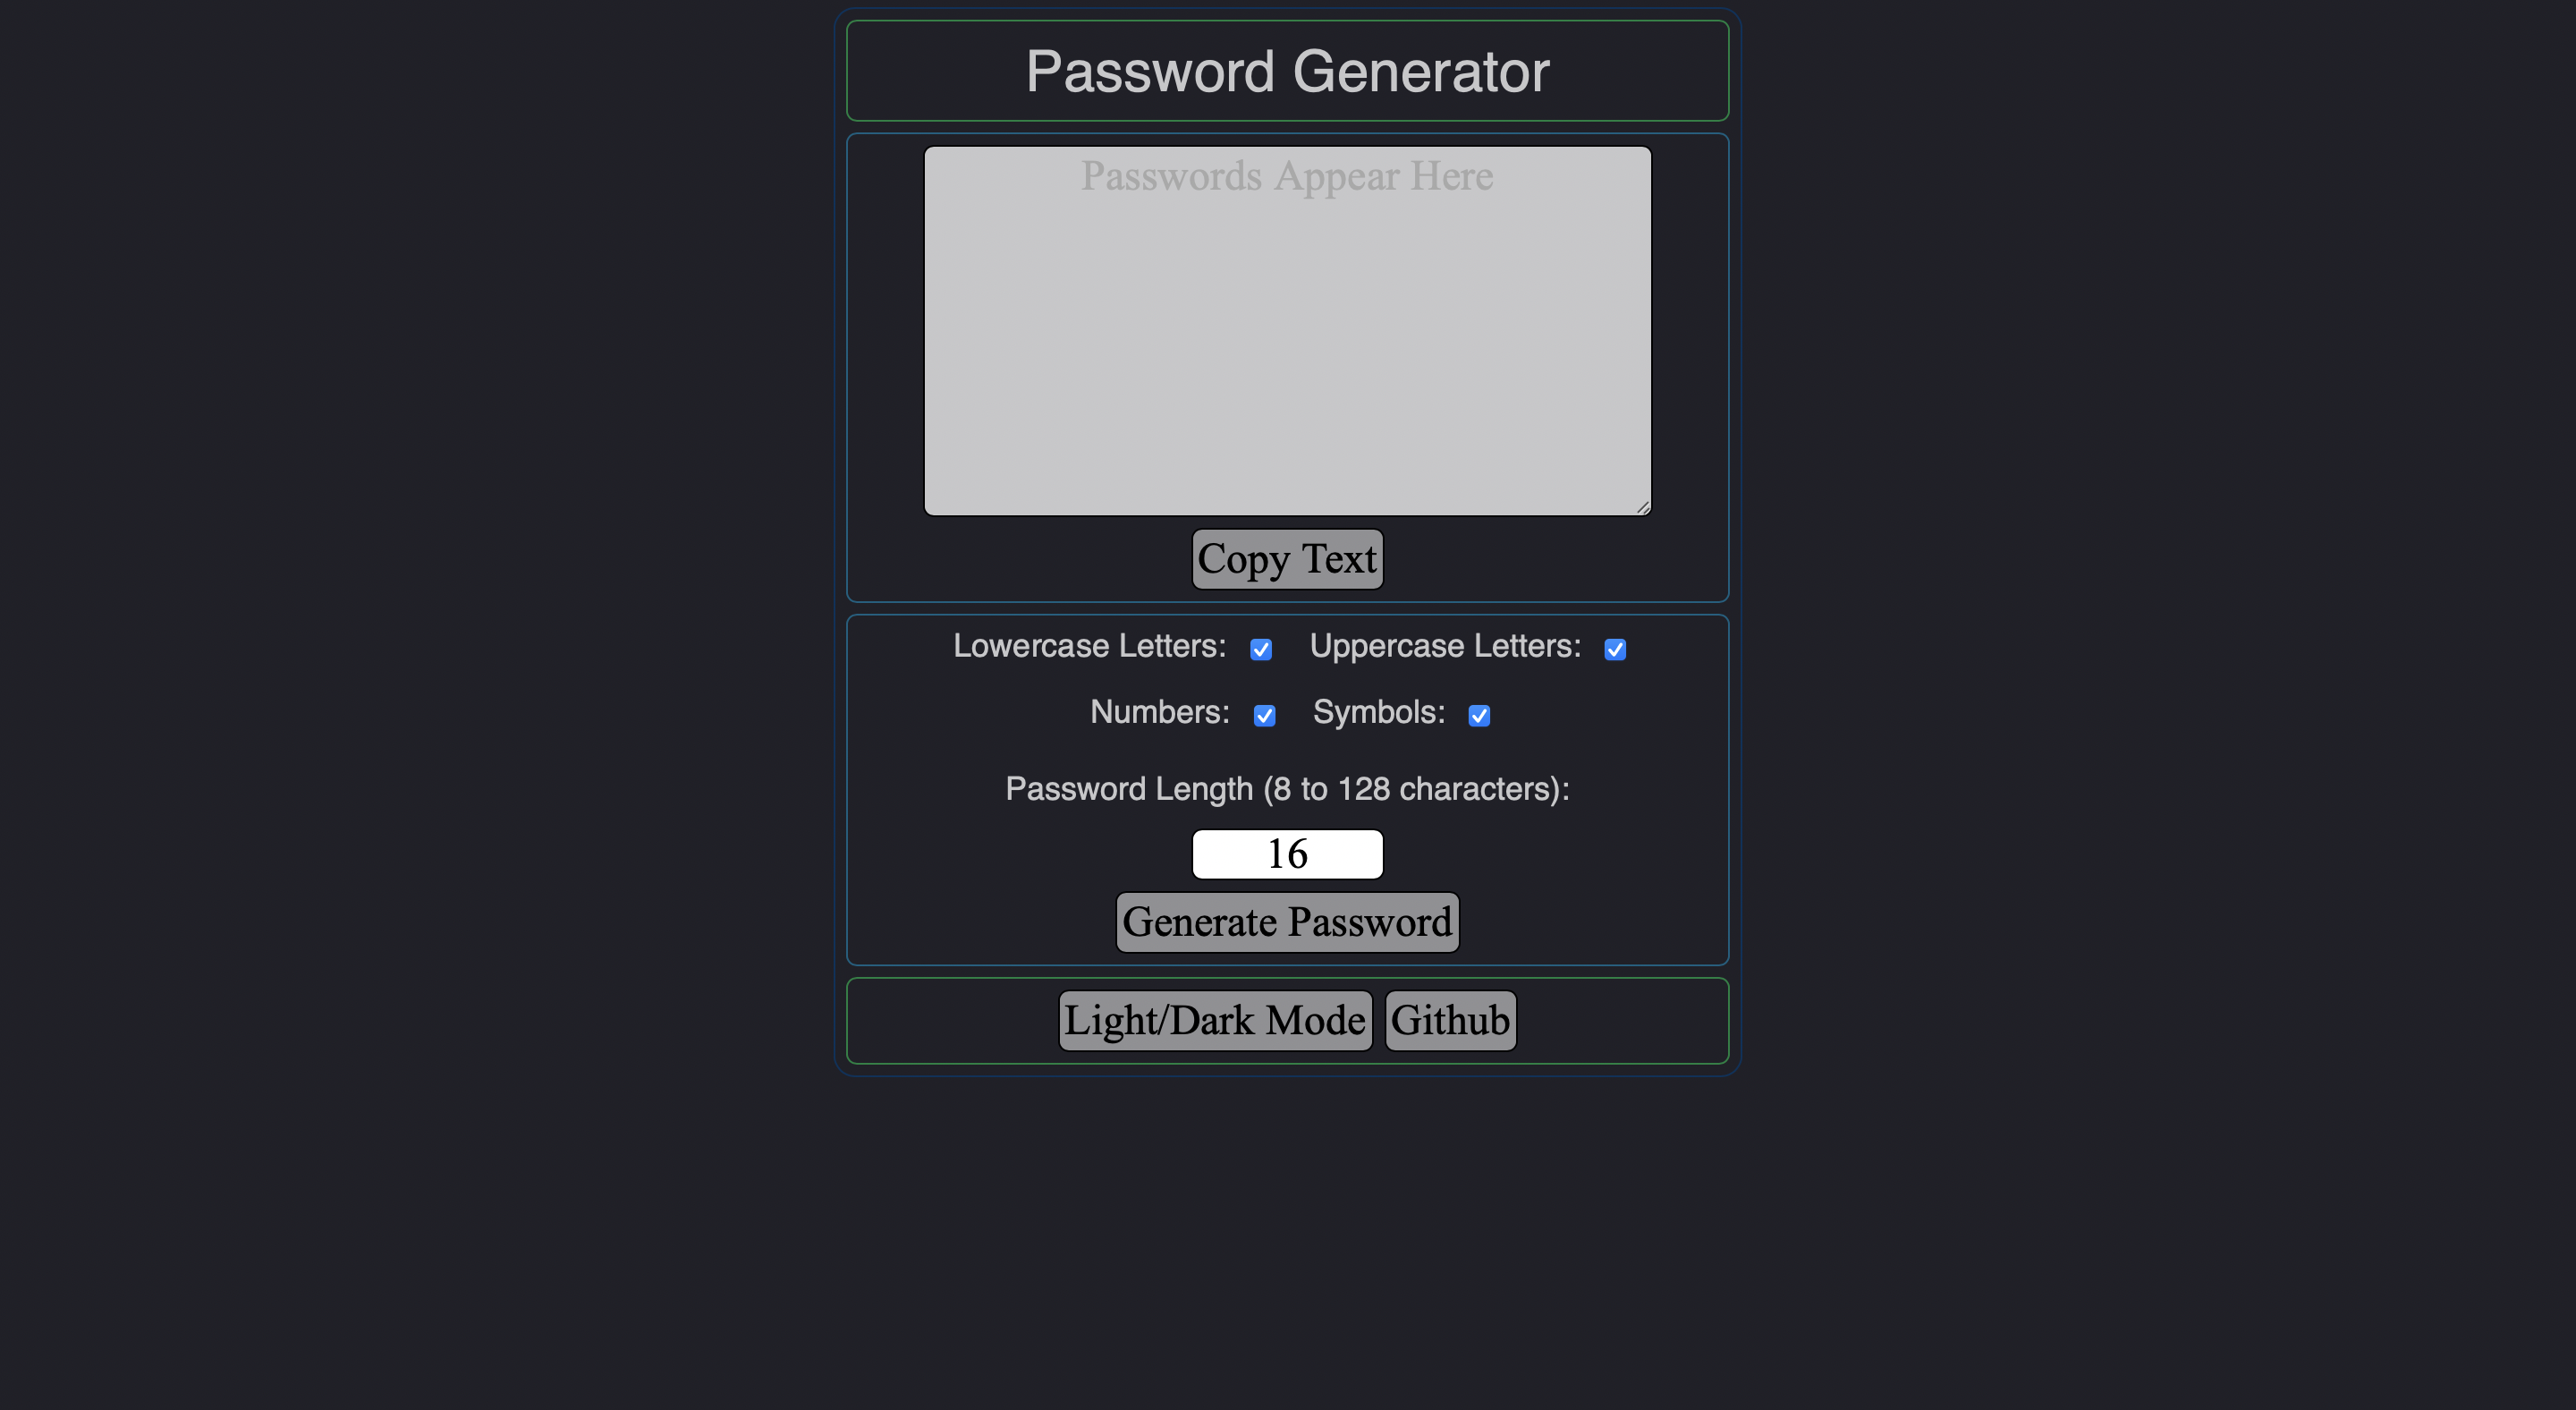 Password Generator
Passwords Appear Here
Copy Text
Lowercase Letters: Uppercase Letters:
Numbers: Symbols:
Password Length (8 to 128 characters):
16
Generate Password
Light/Dark Mode Github